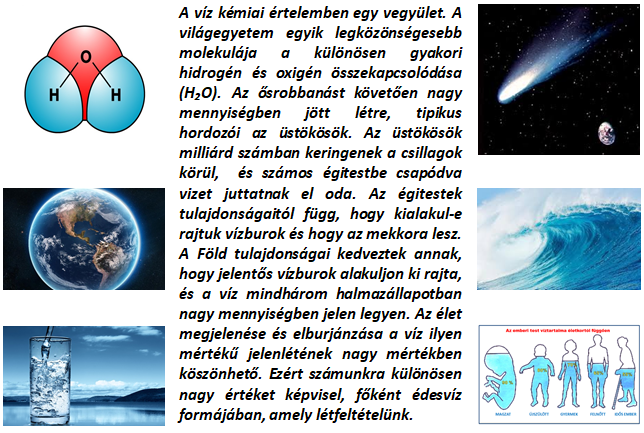 O
H H
A víz kémiai értelemben egy vegyület. A
világegyetem egyik legközönségesebb
molekulája a különösen gyakori
hidrogén és oxigén összekapcsolódása
(H₂O). Az ősrobbanást követően nagy
mennyiségben jött létre, tipikus
hordozói az üstökösök. Az üstökösök
milliárd számban keringenek a csillagok
körül, és számos égitestbe csapódva
vizet juttatnak el oda. Az égitestek
tulajdonságaitól függ, hogy kialakul-e
rajtuk vízburok és hogy az mekkora lesz.
A Föld tulajdonságai kedveztek annak,
hogy jelentős vízburok alakuljon ki rajta,
és a víz mindhárom halmazállapotban
nagy mennyiségben jelen legyen. Az élet
megjelenése és elburjánzása a víz ilyen
mértékű jelenlétének nagy mértékben
köszönhető. Ezért számunkra különösen
nagy értéket képvisel, főként édesvíz
formájában, amely létfeltételünk.
Az emberi test víztartalma életkortól függően
MAGZAT ÚJSZÜLÖTT GYERMEK FELNŐTT IDŐS EMBER